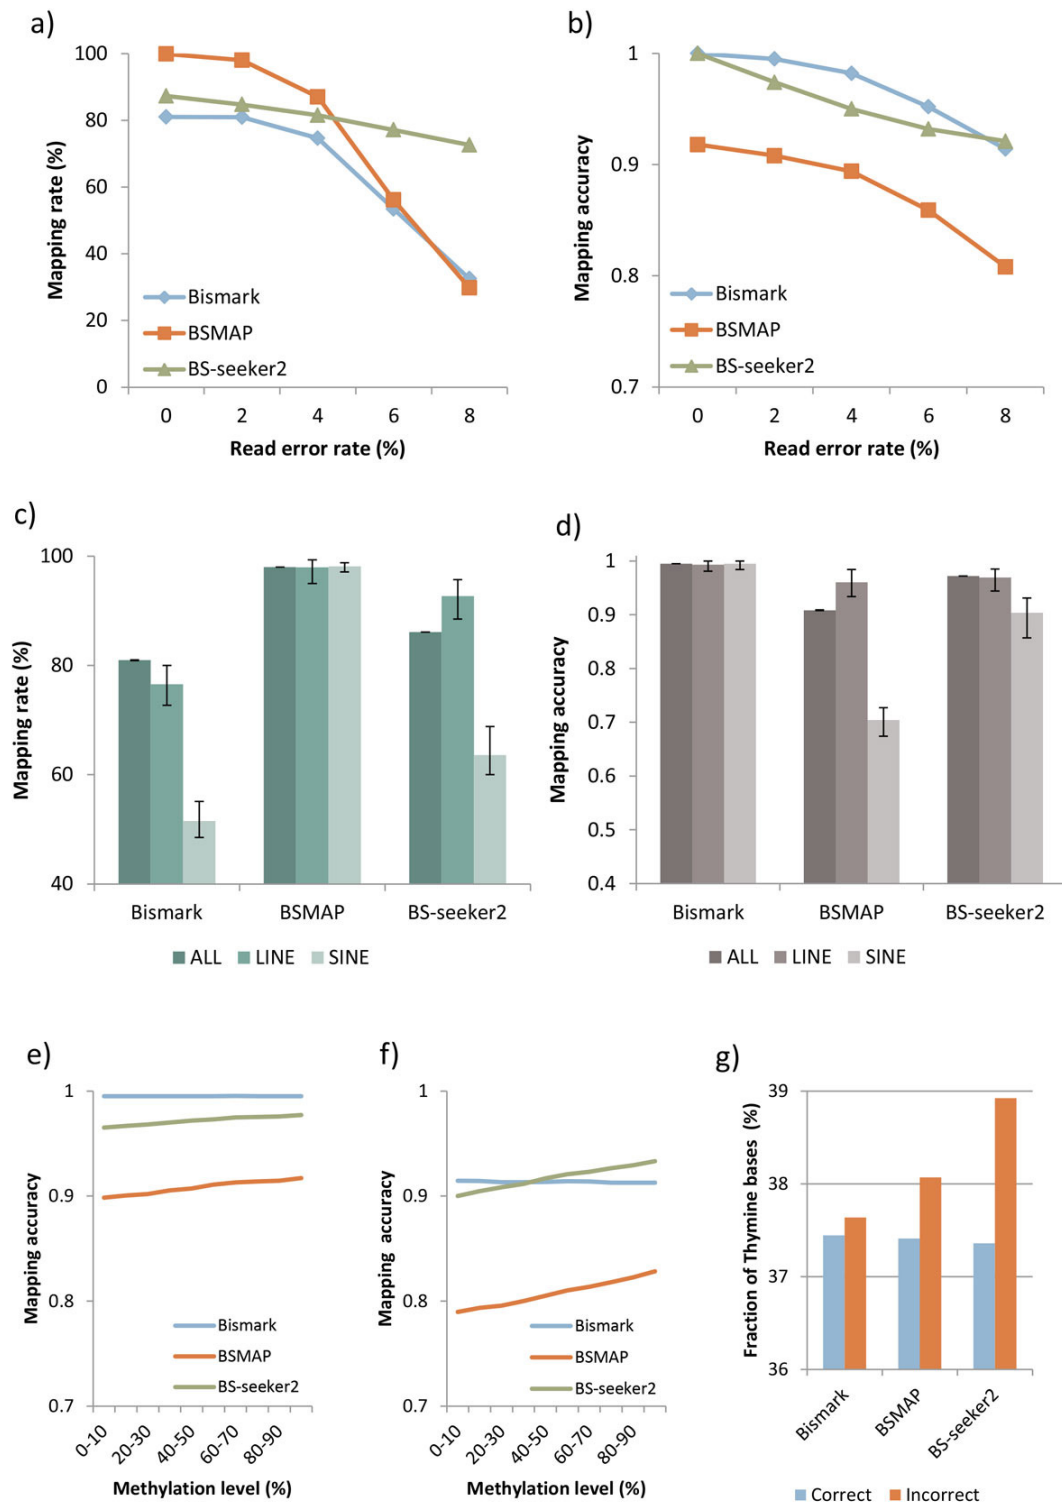 a)
100
80
60
40
20
0
Mapping rate (%)
Bismark
BSMAP
BS-seeker2
0 2 4 6 8
Read error rate (%)
b)
1
0.9
0.8
0.7
Mapping accuracy
Bismark
BSMAP
BS-seeker2
0 2 4 6 8
Read error rate (%)
c)
100
80
60
40
Mapping rate (%)
Bismark BSMAP BS-seeker2
ALL LINE SINE
d)
1
0.9
0.8
0.7
0.6
0.5
0.4
Mapping accuracy
Bismark BSMAP BS-seeker2
ALL LINE SINE
e)
1
0.9
0.8
0.7
Mapping accuracy
Bismark
BSMAP
BS-seeker2
0-10 20-30 40-50 60-70 80-90
Methylation level (%)
f)
1
0.9
0.8
0.7
Mapping accuracy
Bismark
BSMAP
BS-seeker2
0-10 20-30 40-50 60-70 80-90
Methylation level (%)
g)
39
38
37
36
Fraction of Thymine bases (%)
Bismark BSMAP BS-seeker2
Correct Incorrect